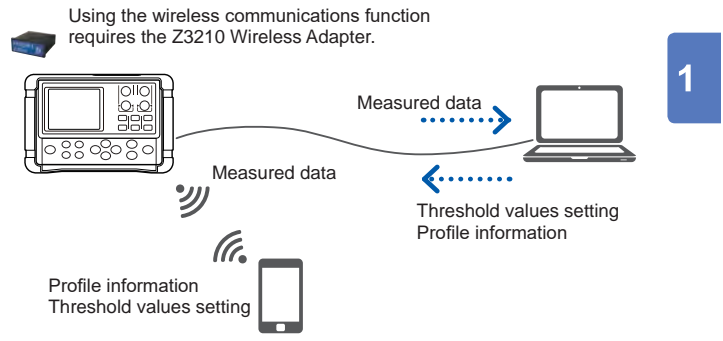 Using the wireless communications function
requires the Z3210 Wireless Adapter.
1
Measured data
Measured data
Threshold values setting
Profile information
Profile information
Threshold values setting